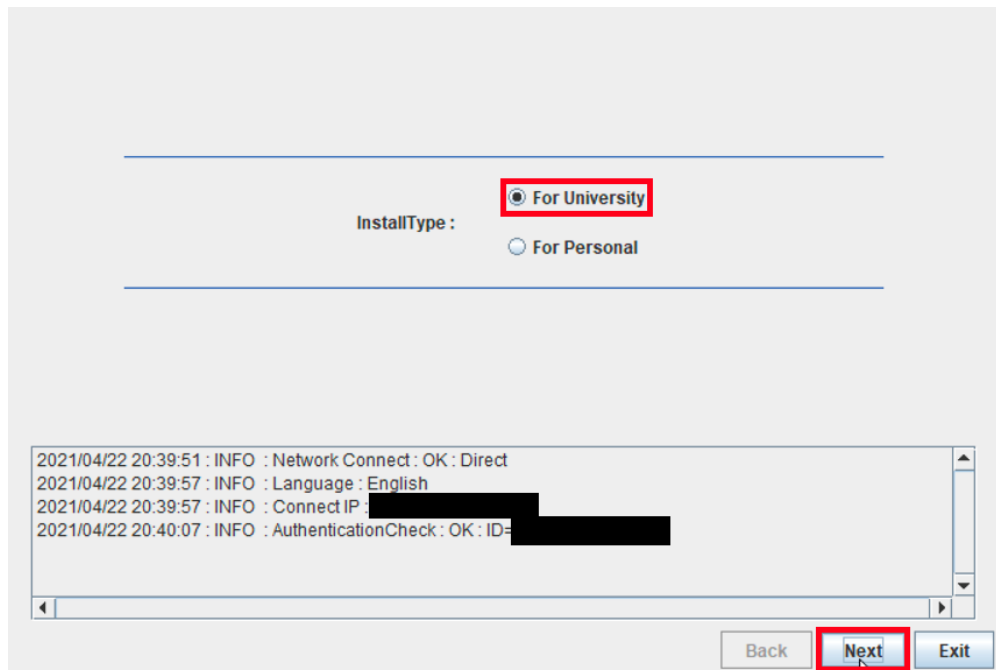 For University
InstallType :
For Personal
2021/04/22 20:39:51 : INFO : Network Connect : OK : Direct
2021/04/22 20:39:57 : INFO : Language : English
2021/04/22 20:39:57 : INFO : Connect IP :
2021/04/22 20:40:07 : INFO : AuthenticationCheck : OK : ID=
Back Next Exit